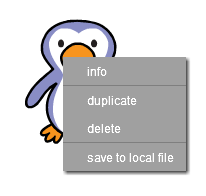 info
duplicate
delete
save to local file